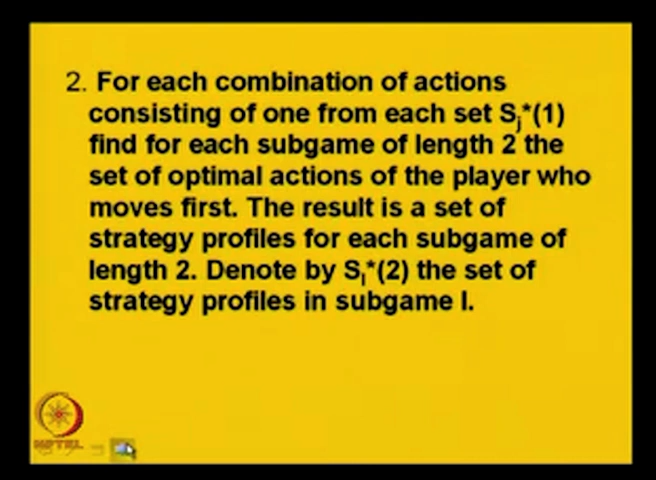 2. For each combination of actions
consisting of one from each set Sj*(1)
find for each subgame of length 2 the
set of optimal actions of the player who
moves first. The result is a set of
strategy profiles for each subgame of
length 2. Denote by Sl*(2) the set of
strategy profiles in subgame l.
NPTEL